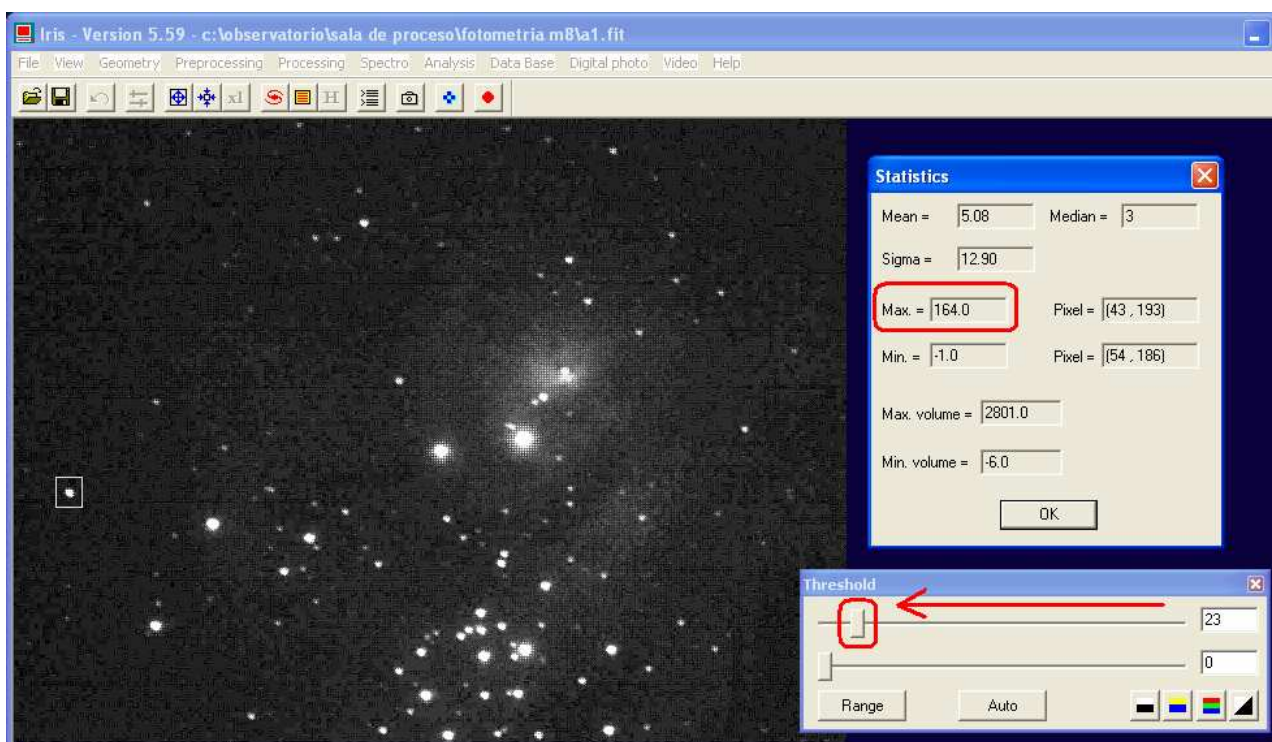 Iris - Version 5.59 - c:\observatorio\sala de proceso\fotometria m8\a1.fit
File View Geometry Preprocessing Processing Spectro Analysis Data Base Digital photo Video Help
x1 H
Statistics
Mean = 5.08 Median = 3
Sigma = 12.90
Max. = 164.0 Pixel = (43 , 193)
Min. = -1.0 Pixel = (54 , 186)
Max. volume = 2801.0
Min. volume = -6.0
OK
Threshold
23
0
Range Auto